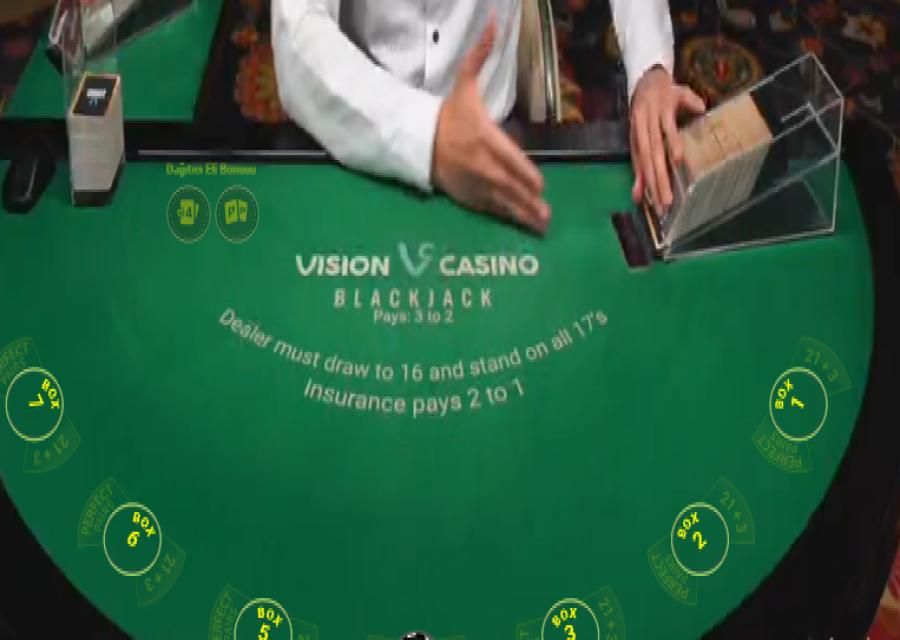 VISION CASINO
BLACKJACK
Pays: 3 to 2
Dealer must draw to 16 and stand on all 17's
Insurance pays 2 to 1
PERFECT
BOX
7
21+3
21+3
BOX
1
PERFECT
PAIRS
PERFECT
PAIRS
BOX
6
21+3
21+3
BOX
2
PERFECT
PAIRS
PERFECT
BOX
5
21+3
BOX
3